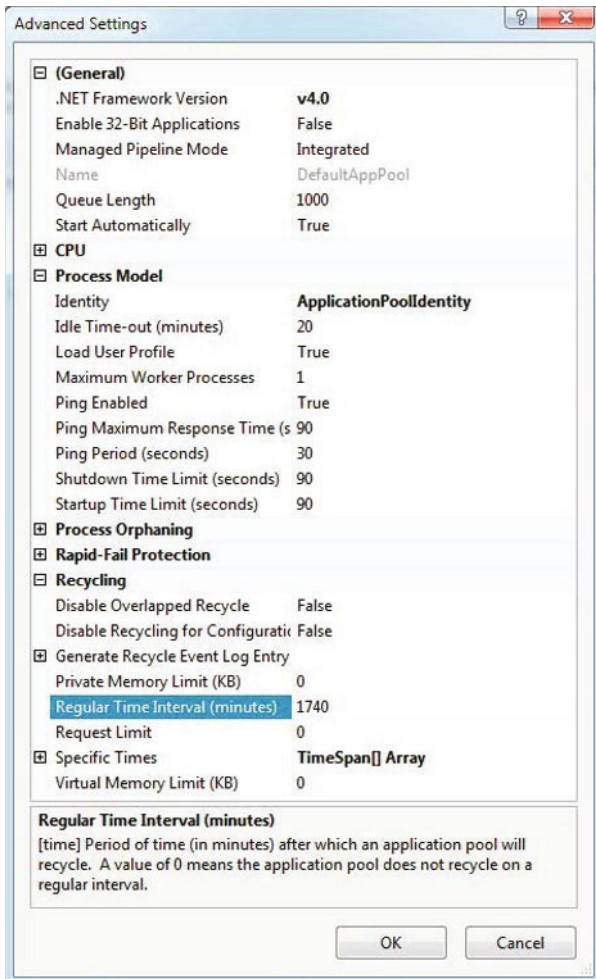 Advanced Settings
(General)
.NET Framework Version v4.0
Enable 32-Bit Applications False
Managed Pipeline Mode Integrated
Name DefaultAppPool
Queue Length 1000
Start Automatically True
CPU
Process Model
Identity ApplicationPoolIdentity
Idle Time-out (minutes) 20
Load User Profile True
Maximum Worker Processes 1
Ping Enabled True
Ping Maximum Response Time (s 90
Ping Period (seconds) 30
Shutdown Time Limit (seconds) 90
Startup Time Limit (seconds) 90
Process Orphaning
Rapid-Fail Protection
Recycling
Disable Overlapped Recycle False
Disable Recycling for Configuratic False
Generate Recycle Event Log Entry
Private Memory Limit (KB) 0
Regular Time Interval (minutes) 1740
Request Limit 0
Specific Times TimeSpan[] Array
Virtual Memory Limit (KB) 0
Regular Time Interval (minutes)
[time] Period of time (in minutes) after which an application pool will
recycle. A value of 0 means the application pool does not recycle on a
regular interval.
OK Cancel